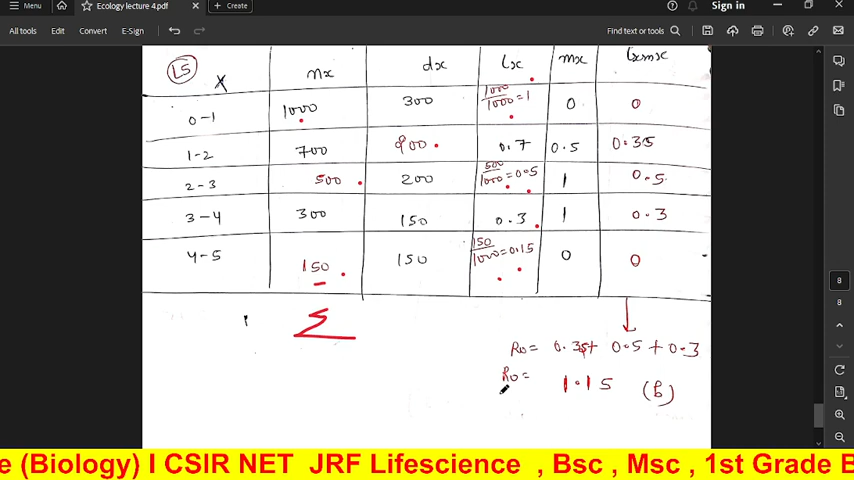 Menu
Ecology lecture 4.pdf
+ Create
Sign in
All tools Edit Convert E-Sign
Find text or tools
L5 X nx dx lx mx lxmx
0-1 1000 300 1000/1000=1 0 0
1-2 700 200 0.7 0.5 0.35
2-3 500 200 500/1000=0.5 1 0.5
3-4 300 150 0.3 1 0.3
4-5 150 150 150/1000=0.15 0 0
Σ
R0= 0.35+ 0.5 + 0.3
R0= 1.15 (b)
8
8
e (Biology) I CSIR NET JRF Lifescience , Bsc , Msc , 1st Grade B